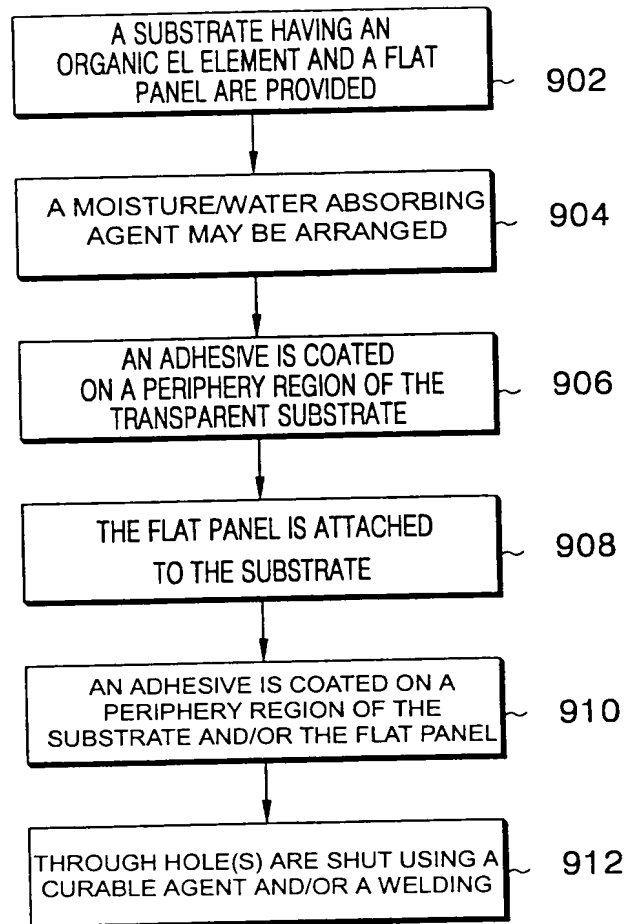 A SUBSTRATE HAVING AN
ORGANIC EL ELEMENT AND A FLAT
PANEL ARE PROVIDED
902
A MOISTURE/WATER ABSORBING
AGENT MAY BE ARRANGED
904
AN ADHESIVE IS COATED
ON A PERIPHERY REGION OF THE
TRANSPARENT SUBSTRATE
906
THE FLAT PANEL IS ATTACHED
TO THE SUBSTRATE
908
AN ADHESIVE IS COATED ON A
PERIPHERY REGION OF THE
SUBSTRATE AND/OR THE FLAT PANEL
910
THROUGH HOLE(S) ARE SHUT USING A
CURABLE AGENT AND/OR A WELDING
912